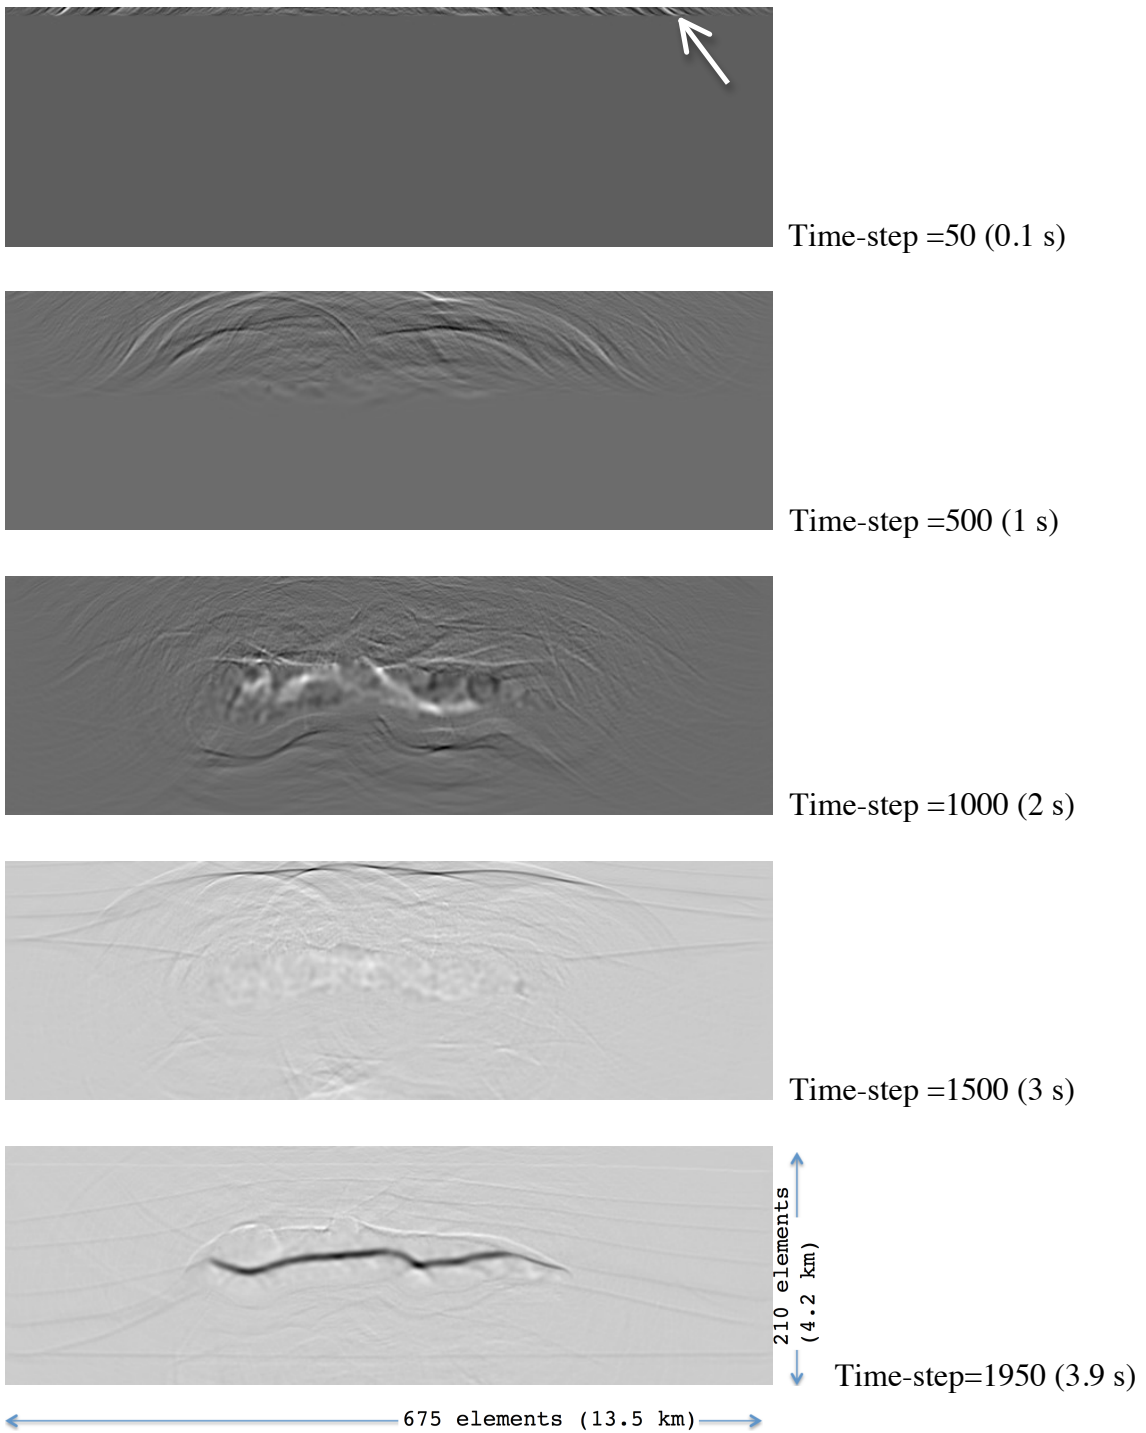 Time-step =50 (0.1 s)
Time-step =500 (1 s)
Time-step =1000 (2 s)
Time-step =1500 (3 s)
210 elements
(4.2 km)
Time-step=1950 (3.9 s)
675 elements (13.5 km)